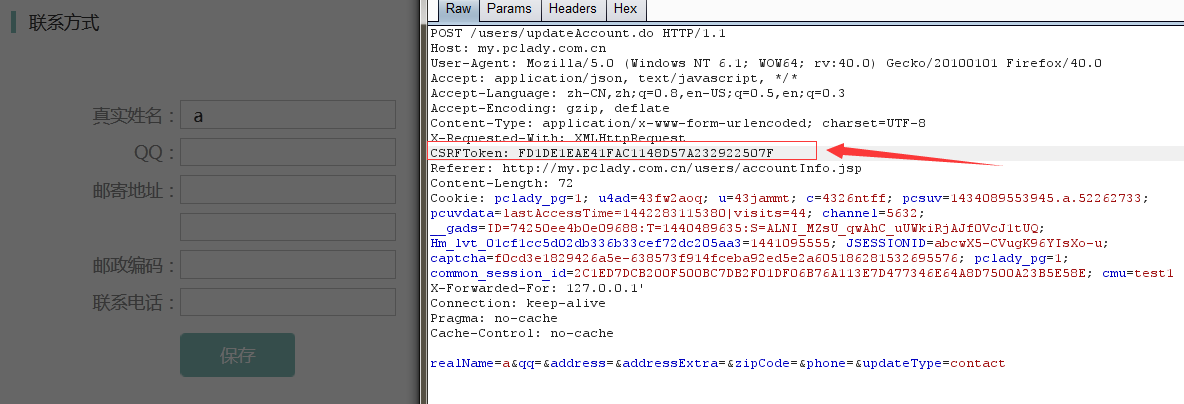 联系方式
真实姓名： a
QQ：
邮寄地址：
邮政编码：
联系电话：
保存
Raw Params Headers Hex
POST /users/updateAccount.do HTTP/1.1
Host: my.pclady.com.cn
User-Agent: Mozilla/5.0 (Windows NT 6.1; WOW64; rv:40.0) Gecko/20100101 Firefox/40.0
Accept: application/json, text/javascript, */*
Accept-Language: zh-CN,zh;q=0.8,en-US;q=0.5,en;q=0.3
Accept-Encoding: gzip, deflate
Content-Type: application/x-www-form-urlencoded; charset=UTF-8
X-Requested-With: XMLHttpRequest
CSRFToken: FD1DE1EAE41FAC1148D57A232922507F
Referer: http://my.pclady.com.cn/users/accountInfo.jsp
Content-Length: 72
Cookie: pclady_pg=1; u4ad=43fw2aoq; u=43jammt; c=4326ntff; pcsuv=1434089553945.a.52262733;
pcuvdata=lastAccessTime=1442283115380|visits=44; channel=5632;
__gads=ID=74250ee4b0e09688:T=1440489635:S=ALNI_MZsU_qwAhC_uUWkiRjAJf0VcJ1tUQ;
Hm_lvt_01cf1cc5d02db336b33cef72dc205aa3=1441095555; JSESSIONID=abcwX5-CVugK96YIsXo-u;
captcha=f0cd3e1829426a5e-638573f914fceba92ed5e2a605186281532695576; pclady_pg=1;
common_session_id=2C1ED7DCB200F500BC7DB2F01DF06B76A113E7D477346E64A8D7500A23B5E58E; cmu=test1
X-Forwarded-For: 127.0.0.1'
Connection: keep-alive
Pragma: no-cache
Cache-Control: no-cache
realName=a&qq=&address=&addressExtra=&zipCode=&phone=&updateType=contact